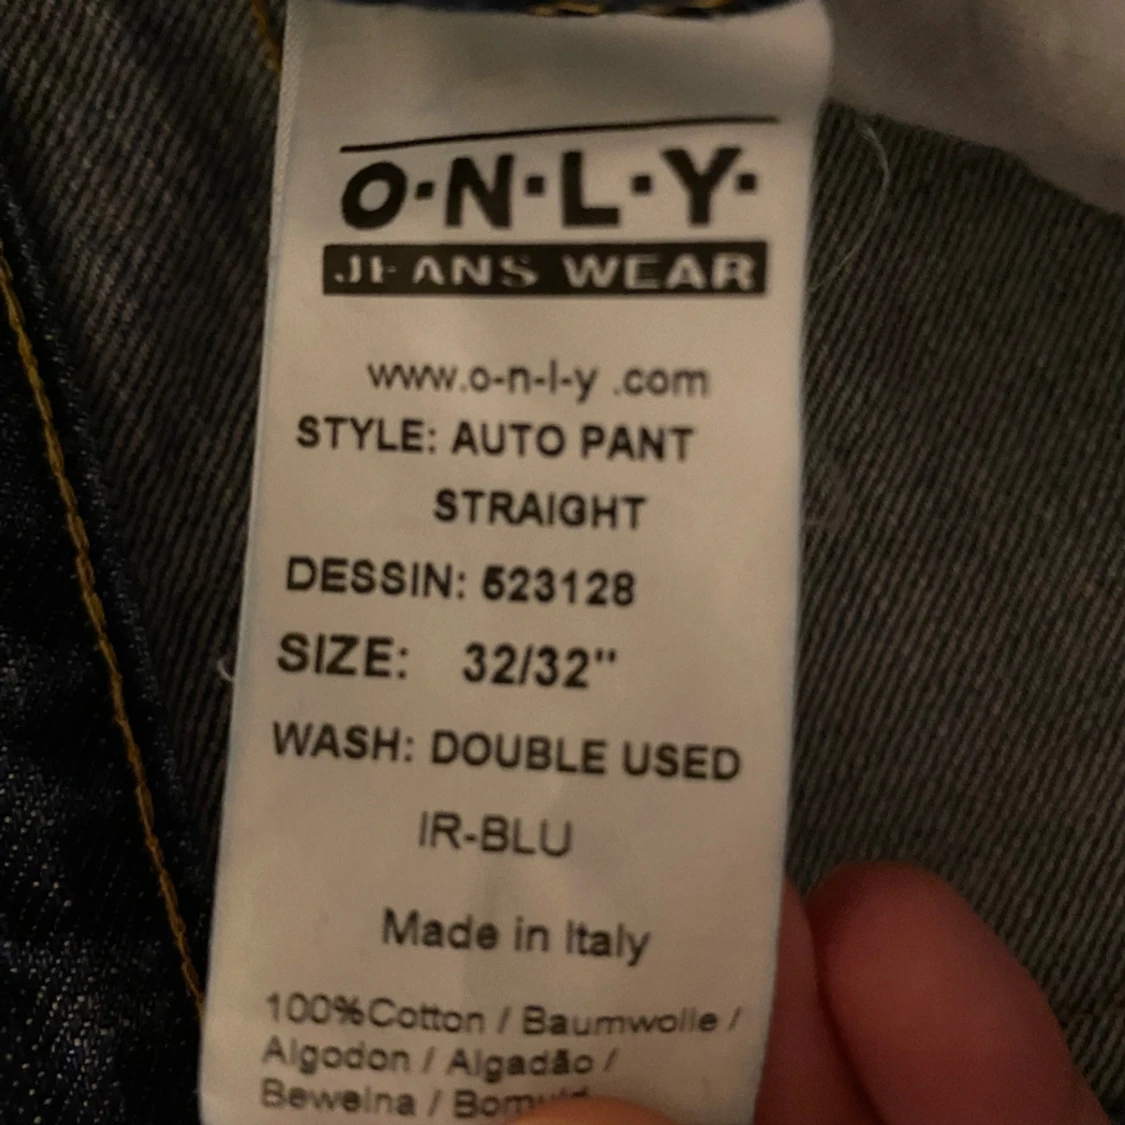 O·N·L·Y·
JEANS WEAR
www.o-n-l-y .com
STYLE: AUTO PANT
STRAIGHT
DESSIN: 523128
SIZE: 32/32"
WASH: DOUBLE USED
IR-BLU
Made in Italy
100%Cotton / Baumwolle /
Algodon / Algadão /
Bewelna /